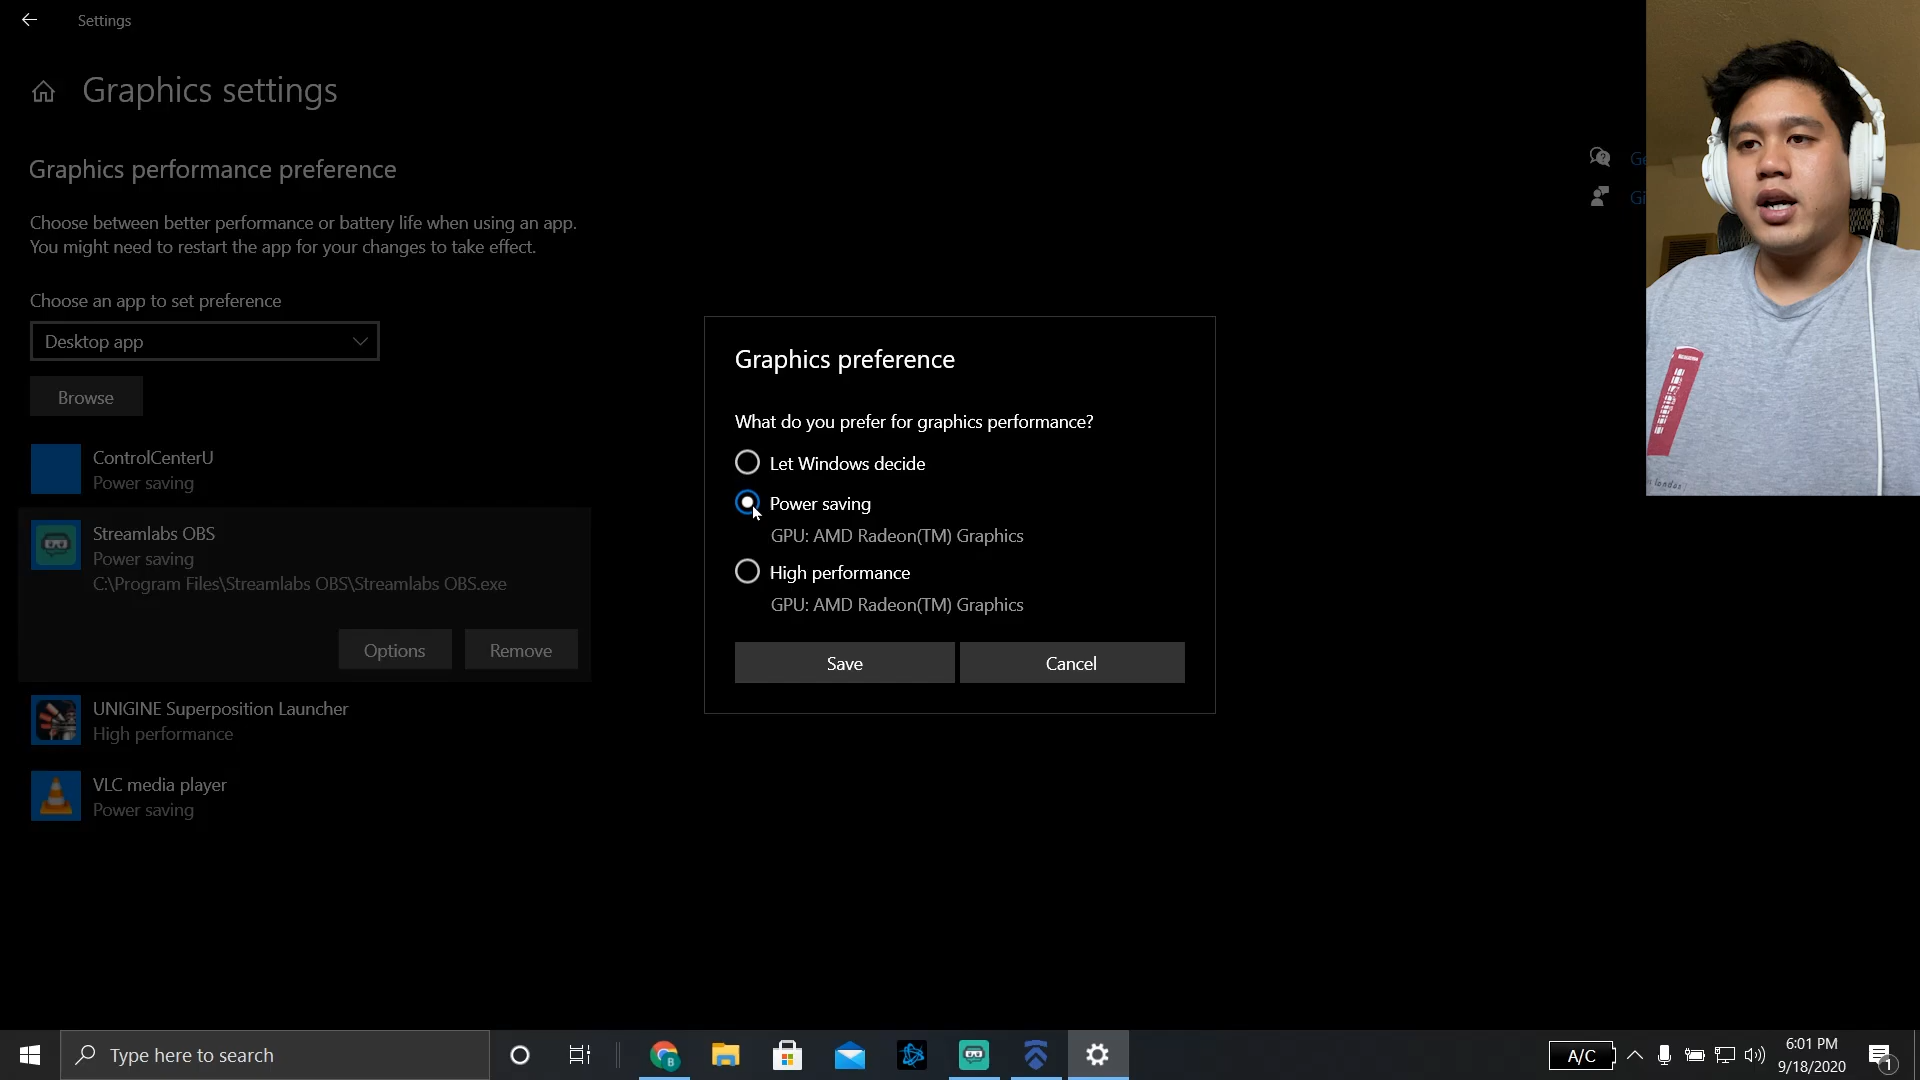 Settings
Graphics settings
Graphics performance preference
Choose between better performance or battery life when using an app.
You might need to restart the app for your changes to take effect.
Choose an app to set preference
Desktop app
Browse
ControlCenterU
Power saving
Streamlabs OBS
Power saving
C:\Program Files\Streamlabs OBS\Streamlabs OBS.exe
Options
Remove
UNIGINE Superposition Launcher
High performance
VLC media player
Power saving
Graphics preference
What do you prefer for graphics performance?
Let Windows decide
Power saving
GPU: AMD Radeon(TM) Graphics
High performance
GPU: AMD Radeon(TM) Graphics
Save
Cancel
Ge
Gi
london
Type here to search
B
A/C
6:01 PM
9/18/2020
1